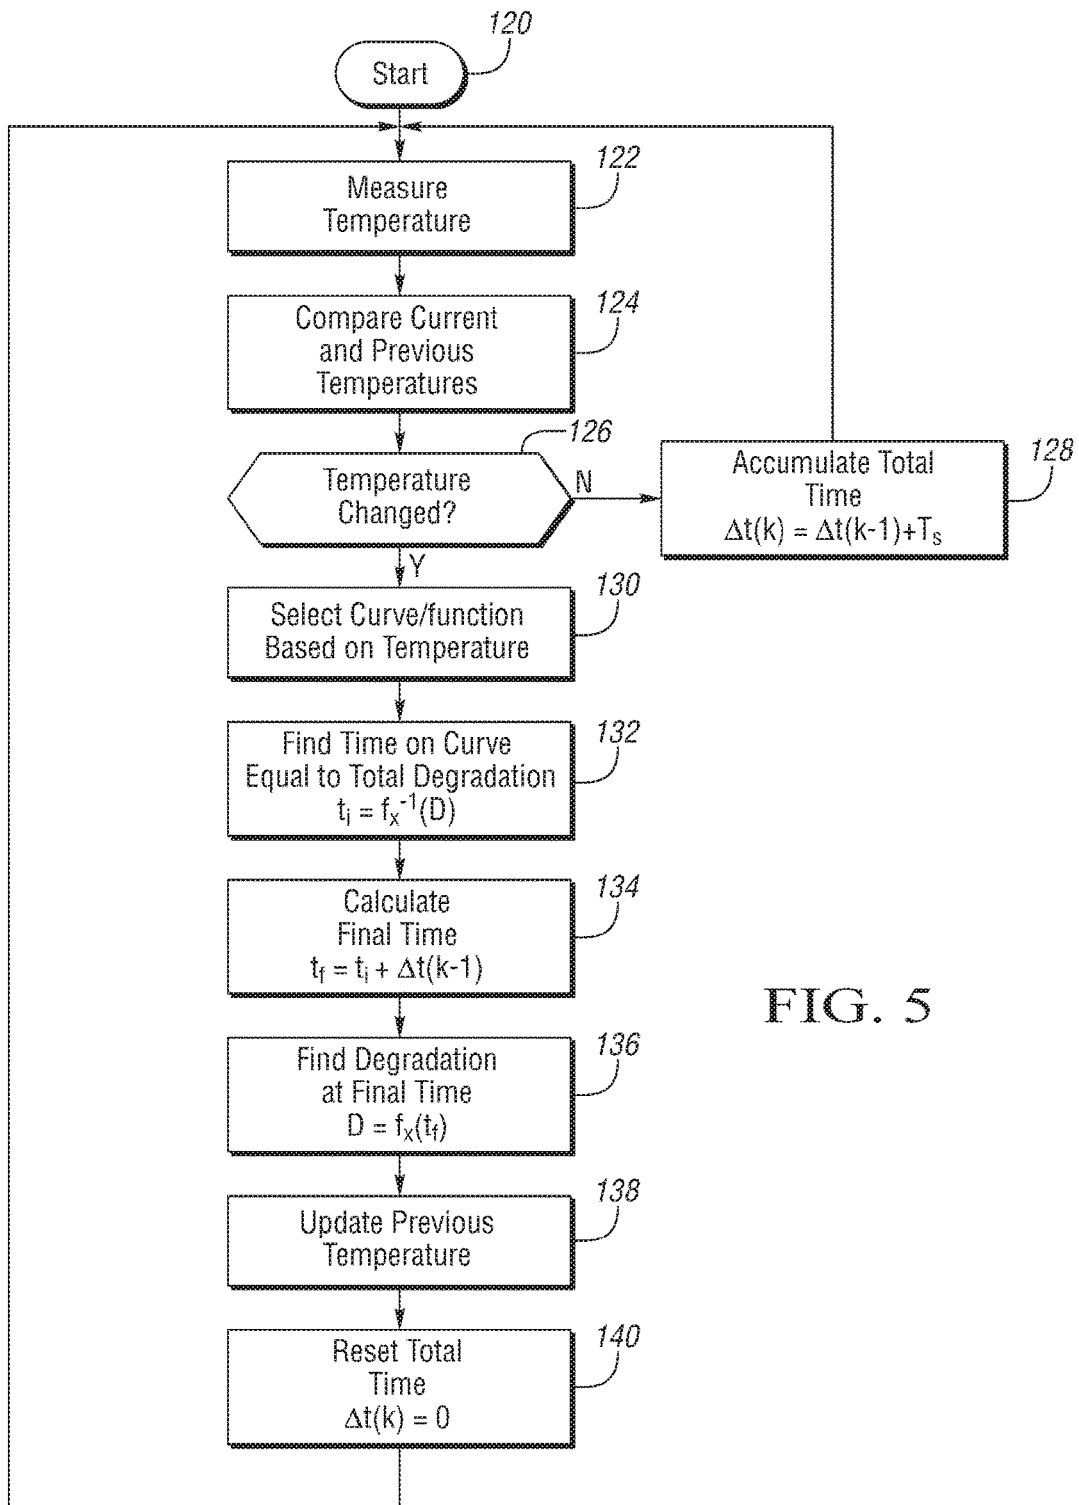 120
Start
122
Measure
Temperature
124
Compare Current
and Previous
Temperatures
126
Temperature
Changed?
N
128
Accumulate Total
Time
Δt(k) = Δt(k-1)+Tₛ
Y
130
Select Curve/function
Based on Temperature
132
Find Time on Curve
Equal to Total Degradation
tᵢ = fₓ⁻¹(D)
134
Calculate
Final Time
t_f = tᵢ + Δt(k-1)
136
Find Degradation
at Final Time
D = fₓ(t_f)
138
Update Previous
Temperature
140
Reset Total
Time
Δt(k) = 0
FIG. 5